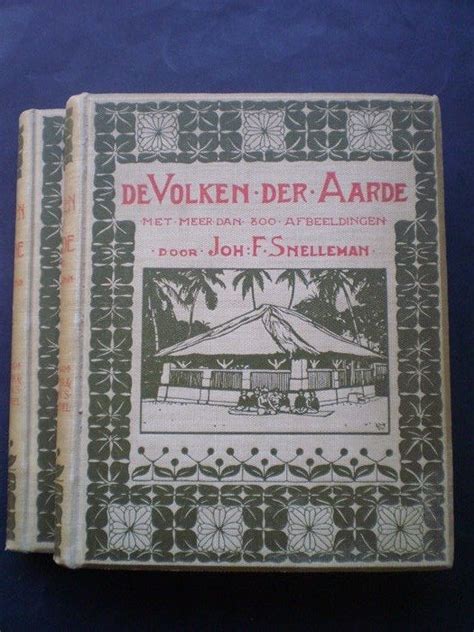 DE VOLKEN · DER · AARDE
MET · MEER · DAN · 800 · AFBEELDINGEN
· DOOR · JOH · F · SNELLEMAN ·